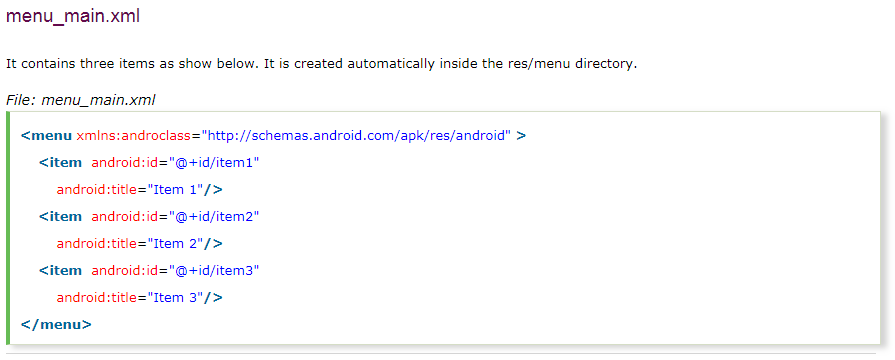 menu_main.xml
It contains three items as show below. It is created automatically inside the res/menu directory.
File: menu_main.xml
<menu xmlns:androclass="http://schemas.android.com/apk/res/android" >
<item  android:id="@+id/item1"
android:title="Item 1"/>
<item  android:id="@+id/item2"
android:title="Item 2"/>
<item  android:id="@+id/item3"
android:title="Item 3"/>
</menu>